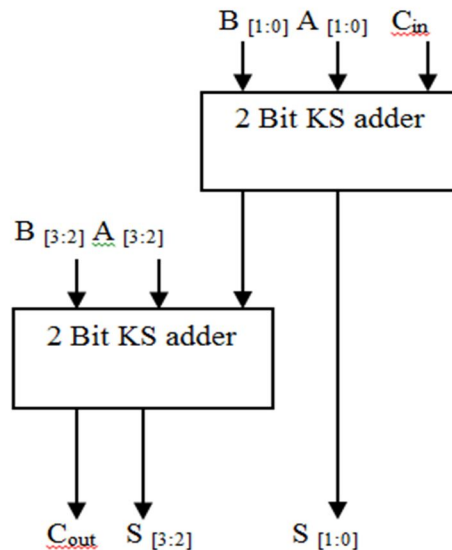 B [1:0] A [1:0] Cin
2 Bit KS adder
B [3:2] A [3:2]
2 Bit KS adder
Cout S [3:2] S [1:0]